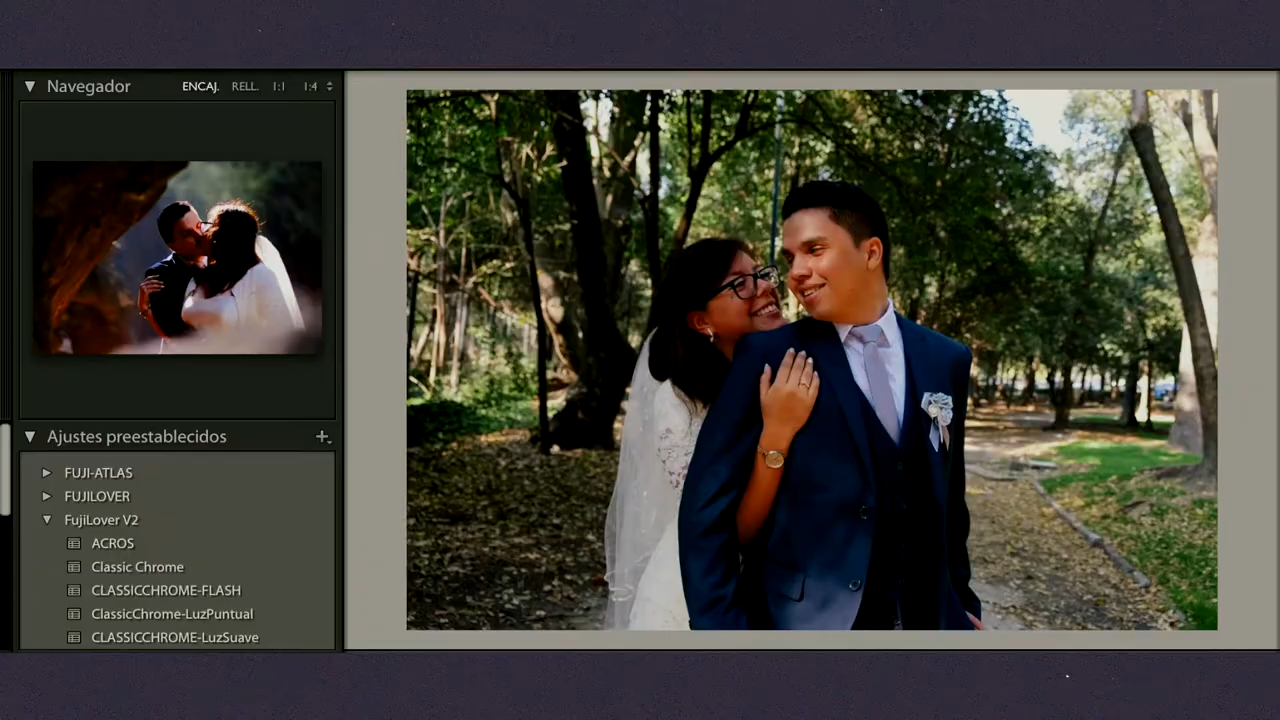 Navegador ENCAJ. RELL. 1:1 1:4
Ajustes preestablecidos
FUJI-ATLAS
FUJILOVER
FujiLover V2
ACROS
Classic Chrome
CLASSICCHROME-FLASH
ClassicChrome-LuzPuntual
CLASSICCHROME-LuzSuave